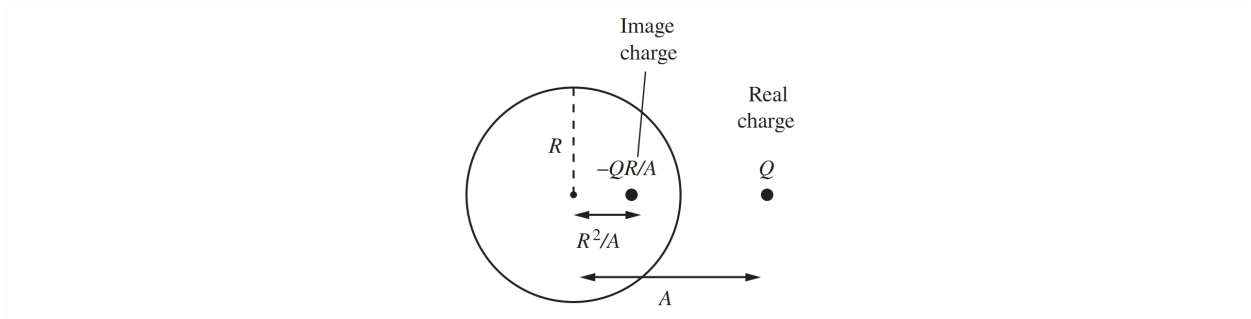 Image
charge
Real
charge
R
–QR/A
Q
R²/A
A